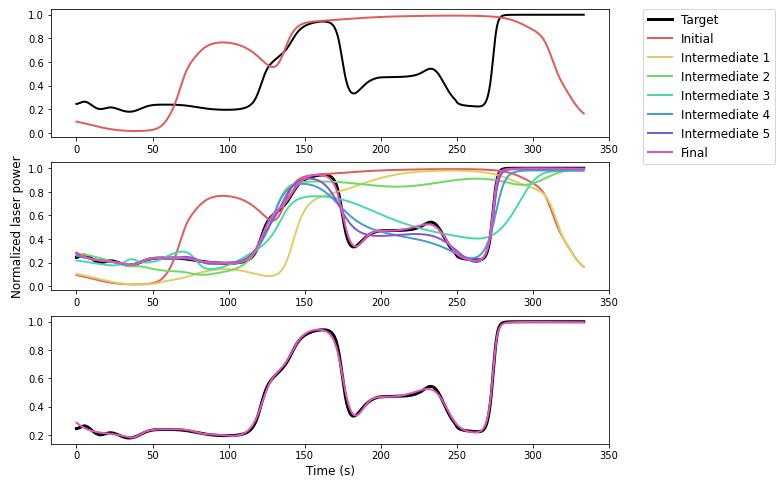 1.0
0.8
0.6
0.4
0.2
0.0
0 50 100 150 200 250 300 350
Target
Initial
Intermediate 1
Intermediate 2
Intermediate 3
Intermediate 4
Intermediate 5
Final
Normalized laser power
1.0
0.8
0.6
0.4
0.2
0.0
0 50 100 150 200 250 300 350
1.0
0.8
0.6
0.4
0.2
0 50 100 150 200 250 300 350
Time (s)